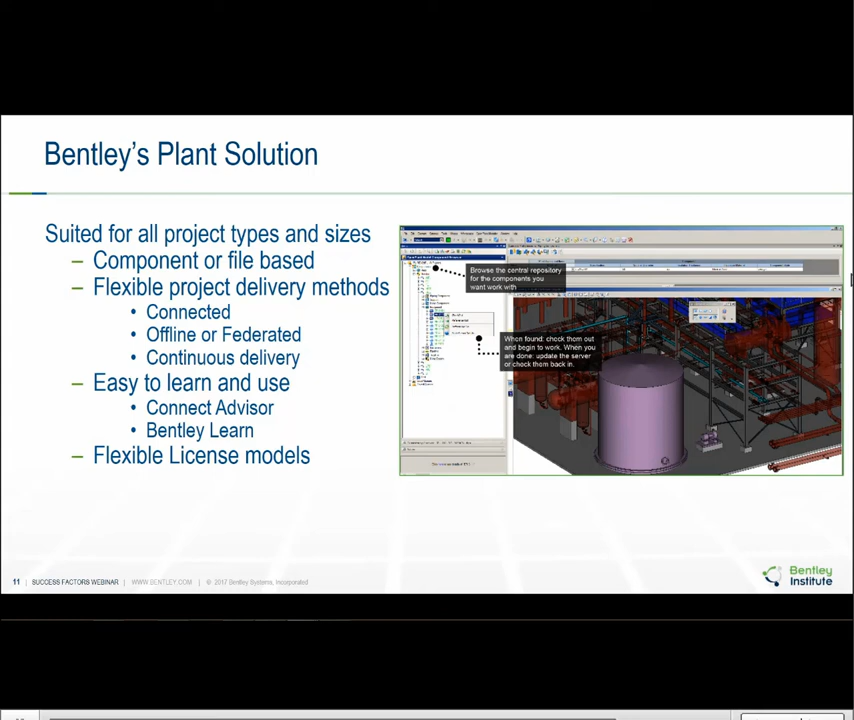 Bentley's Plant Solution
Suited for all project types and sizes
– Component or file based
– Flexible project delivery methods
• Connected
• Offline or Federated
• Continuous delivery
– Easy to learn and use
• Connect Advisor
• Bentley Learn
– Flexible License models
Browse the central repository
for the components you
want work with
When found: check them out
and begin to work. When you
are done: update the server
or check them back in.
11 | SUCCESS FACTORS WEBINAR | WWW.BENTLEY.COM | © 2017 Bentley Systems, Incorporated
Bentley
Institute